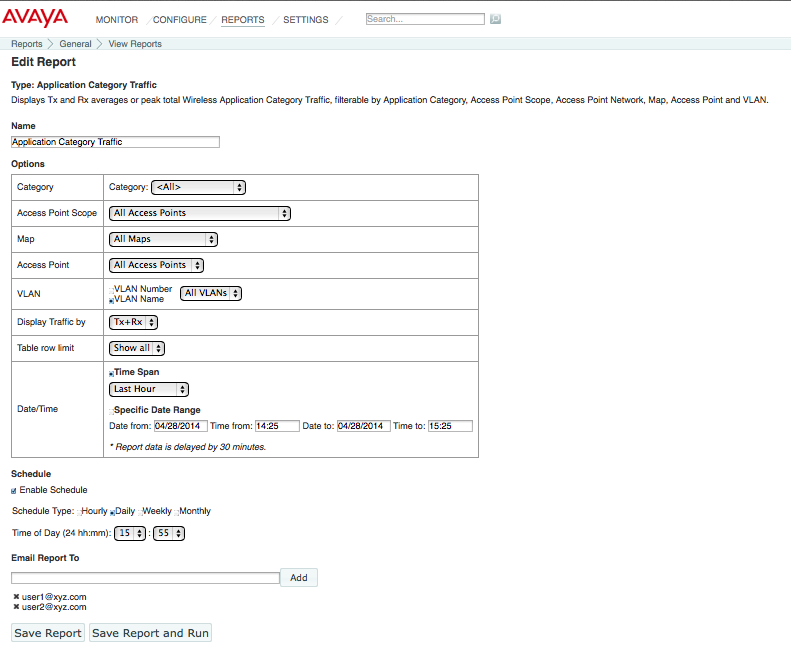 AVAYA MONITOR CONFIGURE REPORTS SETTINGS Search...
Reports General View Reports
Edit Report
Type: Application Category Traffic
Displays Tx and Rx averages or peak total Wireless Application Category Traffic, filterable by Application Category, Access Point Scope, Access Point Network, Map, Access Point and VLAN.
Name
Application Category Traffic
Options
Category Category: <All>
Access Point Scope All Access Points
Map All Maps
Access Point All Access Points
VLAN VLAN Number VLAN Name All VLANs
Display Traffic by Tx+Rx
Table row limit Show all
Date/Time
Time Span
Last Hour
Specific Date Range
Date from: 04/28/2014 Time from: 14:25 Date to: 04/28/2014 Time to: 15:25
* Report data is delayed by 30 minutes.
Schedule
Enable Schedule
Schedule Type: Hourly Daily Weekly Monthly
Time of Day (24 hh:mm): 15 : 55
Email Report To
Add
user1@xyz.com
user2@xyz.com
Save Report Save Report and Run